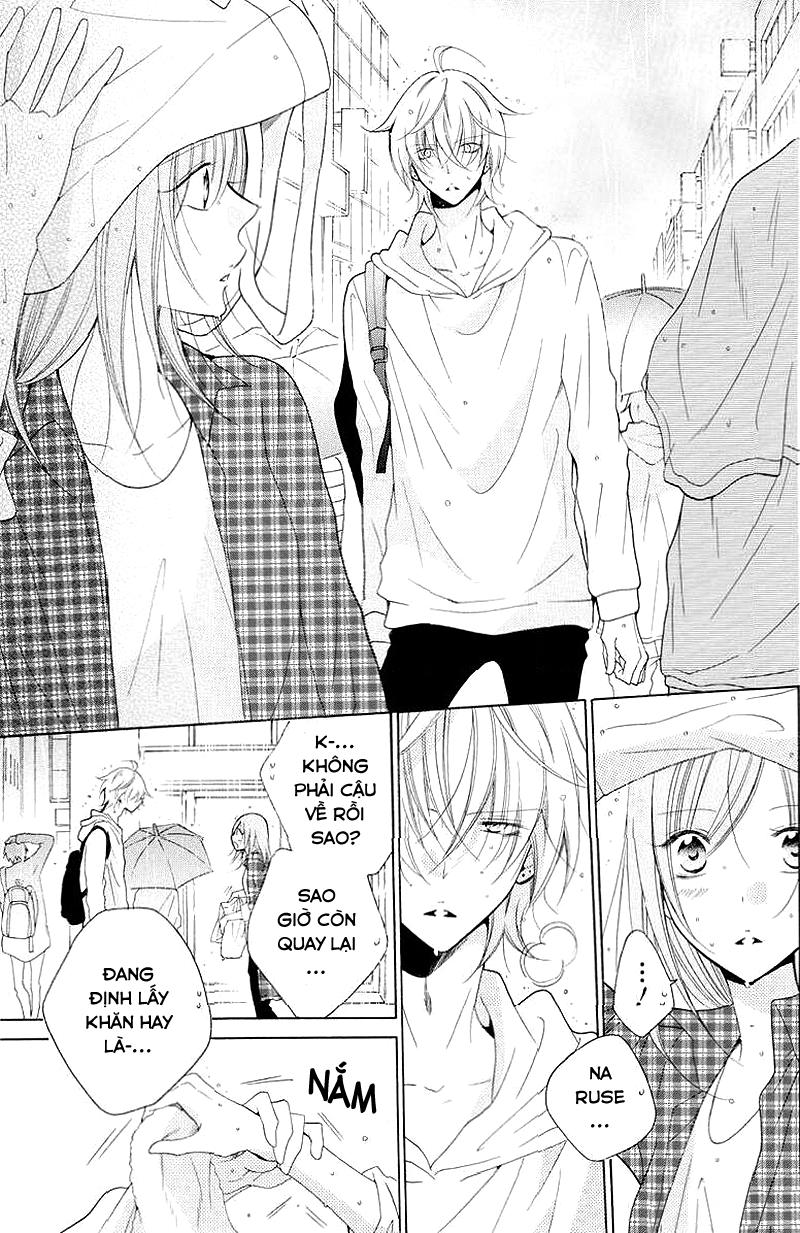 ...!
NA
RUSE
...
K-...
KHÔNG
PHẢI CẬU
VỀ RỒI
SAO?
SAO
GIỜ CÒN
QUAY LẠI
...
ĐANG
ĐỊNH LẤY
KHĂN HAY
LÀ-...
NẮM